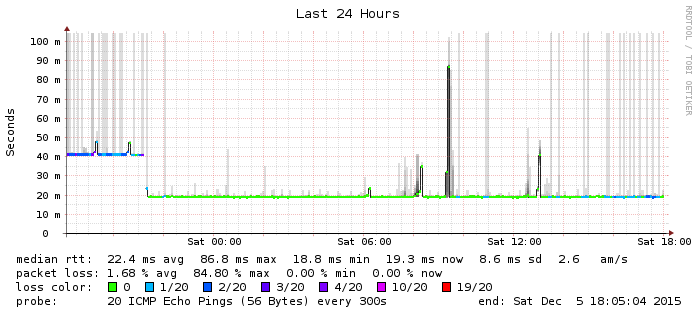 Last 24 Hours
RRDTOOL / TOBI OETIKER
Seconds
100 m
90 m
80 m
70 m
60 m
50 m
40 m
30 m
20 m
10 m
0
Sat 00:00 Sat 06:00 Sat 12:00 Sat 18:00
median rtt: 22.4 ms avg 86.8 ms max 18.8 ms min 19.3 ms now 8.6 ms sd 2.6 am/s
packet loss: 1.68 % avg 84.80 % max 0.00 % min 0.00 % now
loss color: 0 1/20 2/20 3/20 4/20 10/20 19/20
probe: 20 ICMP Echo Pings (56 Bytes) every 300s end: Sat Dec 5 18:05:04 2015